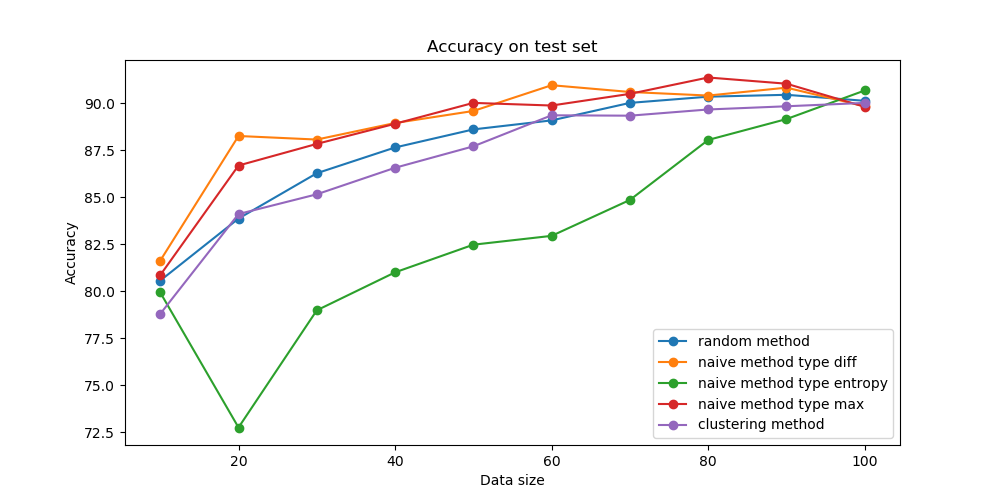 Accuracy on test set
Accuracy
90.0
87.5
85.0
82.5
80.0
77.5
75.0
72.5
random method
naive method type diff
naive method type entropy
naive method type max
clustering method
20
40
60
80
100
Data size